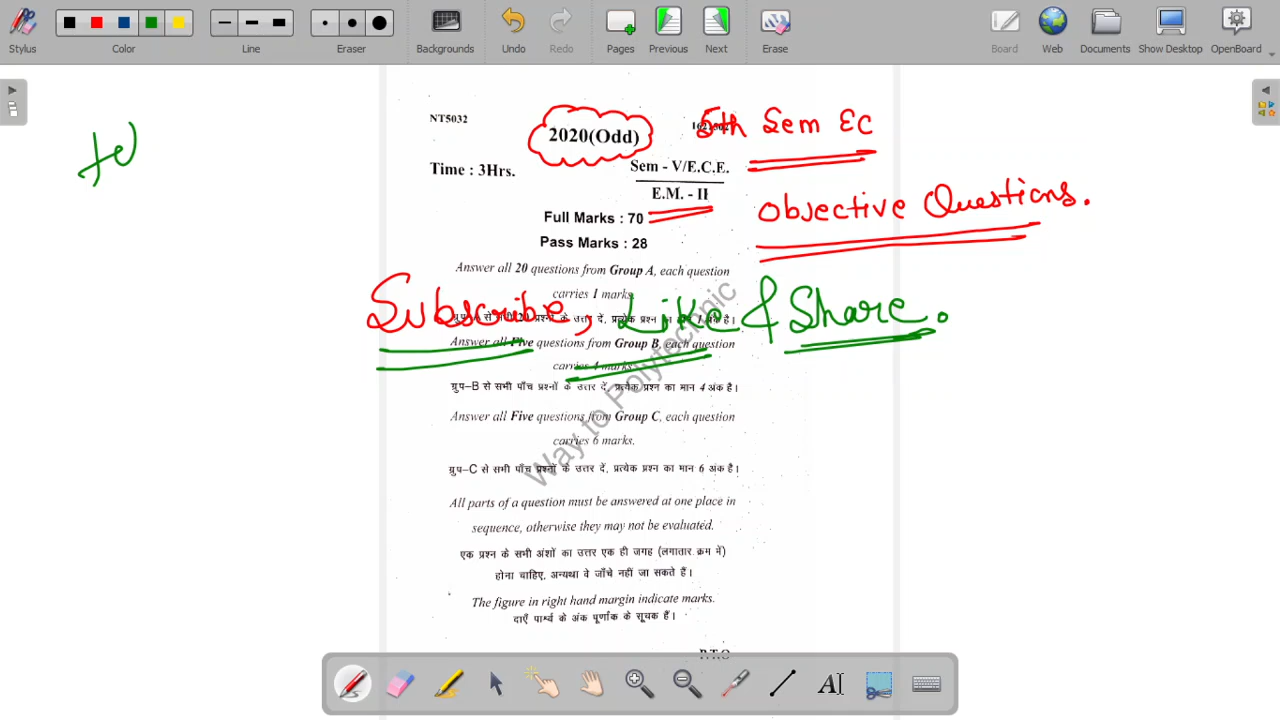 Stylus Color Line Eraser Backgrounds Undo Redo Pages Previous Next Erase Board Web Documents Show Desktop OpenBoard
NT5032
2020(Odd)
5th Sem EC
Time : 3Hrs.
Sem - V/E.C.E.
E.M. - II
Objective Questions.
Full Marks : 70
Pass Marks : 28
Answer all 20 questions from Group A, each question
carries 1 marks.
Subscribe, Like & Share.
Answer all Five questions from Group B, each question
carries 4 marks.
ग्रुप-B से सभी पाँच प्रश्नों के उत्तर दें, प्रत्येक प्रश्न का मान 4 अंक है।
Answer all Five questions from Group C, each question
carries 6 marks.
ग्रुप-C से सभी पाँच प्रश्नों के उत्तर दें, प्रत्येक प्रश्न का मान 6 अंक है।
Way to Polytechnic
All parts of a question must be answered at one place in
sequence, otherwise they may not be evaluated.
एक प्रश्न के सभी अंशों का उत्तर एक ही जगह (लगातार क्रम में)
होना चाहिए, अन्यथा वे जाँचे नहीं जा सकते हैं।
The figure in right hand margin indicate marks.
दाएँ पार्श्व के अंक पूर्णांक के सूचक हैं।
P.T.O